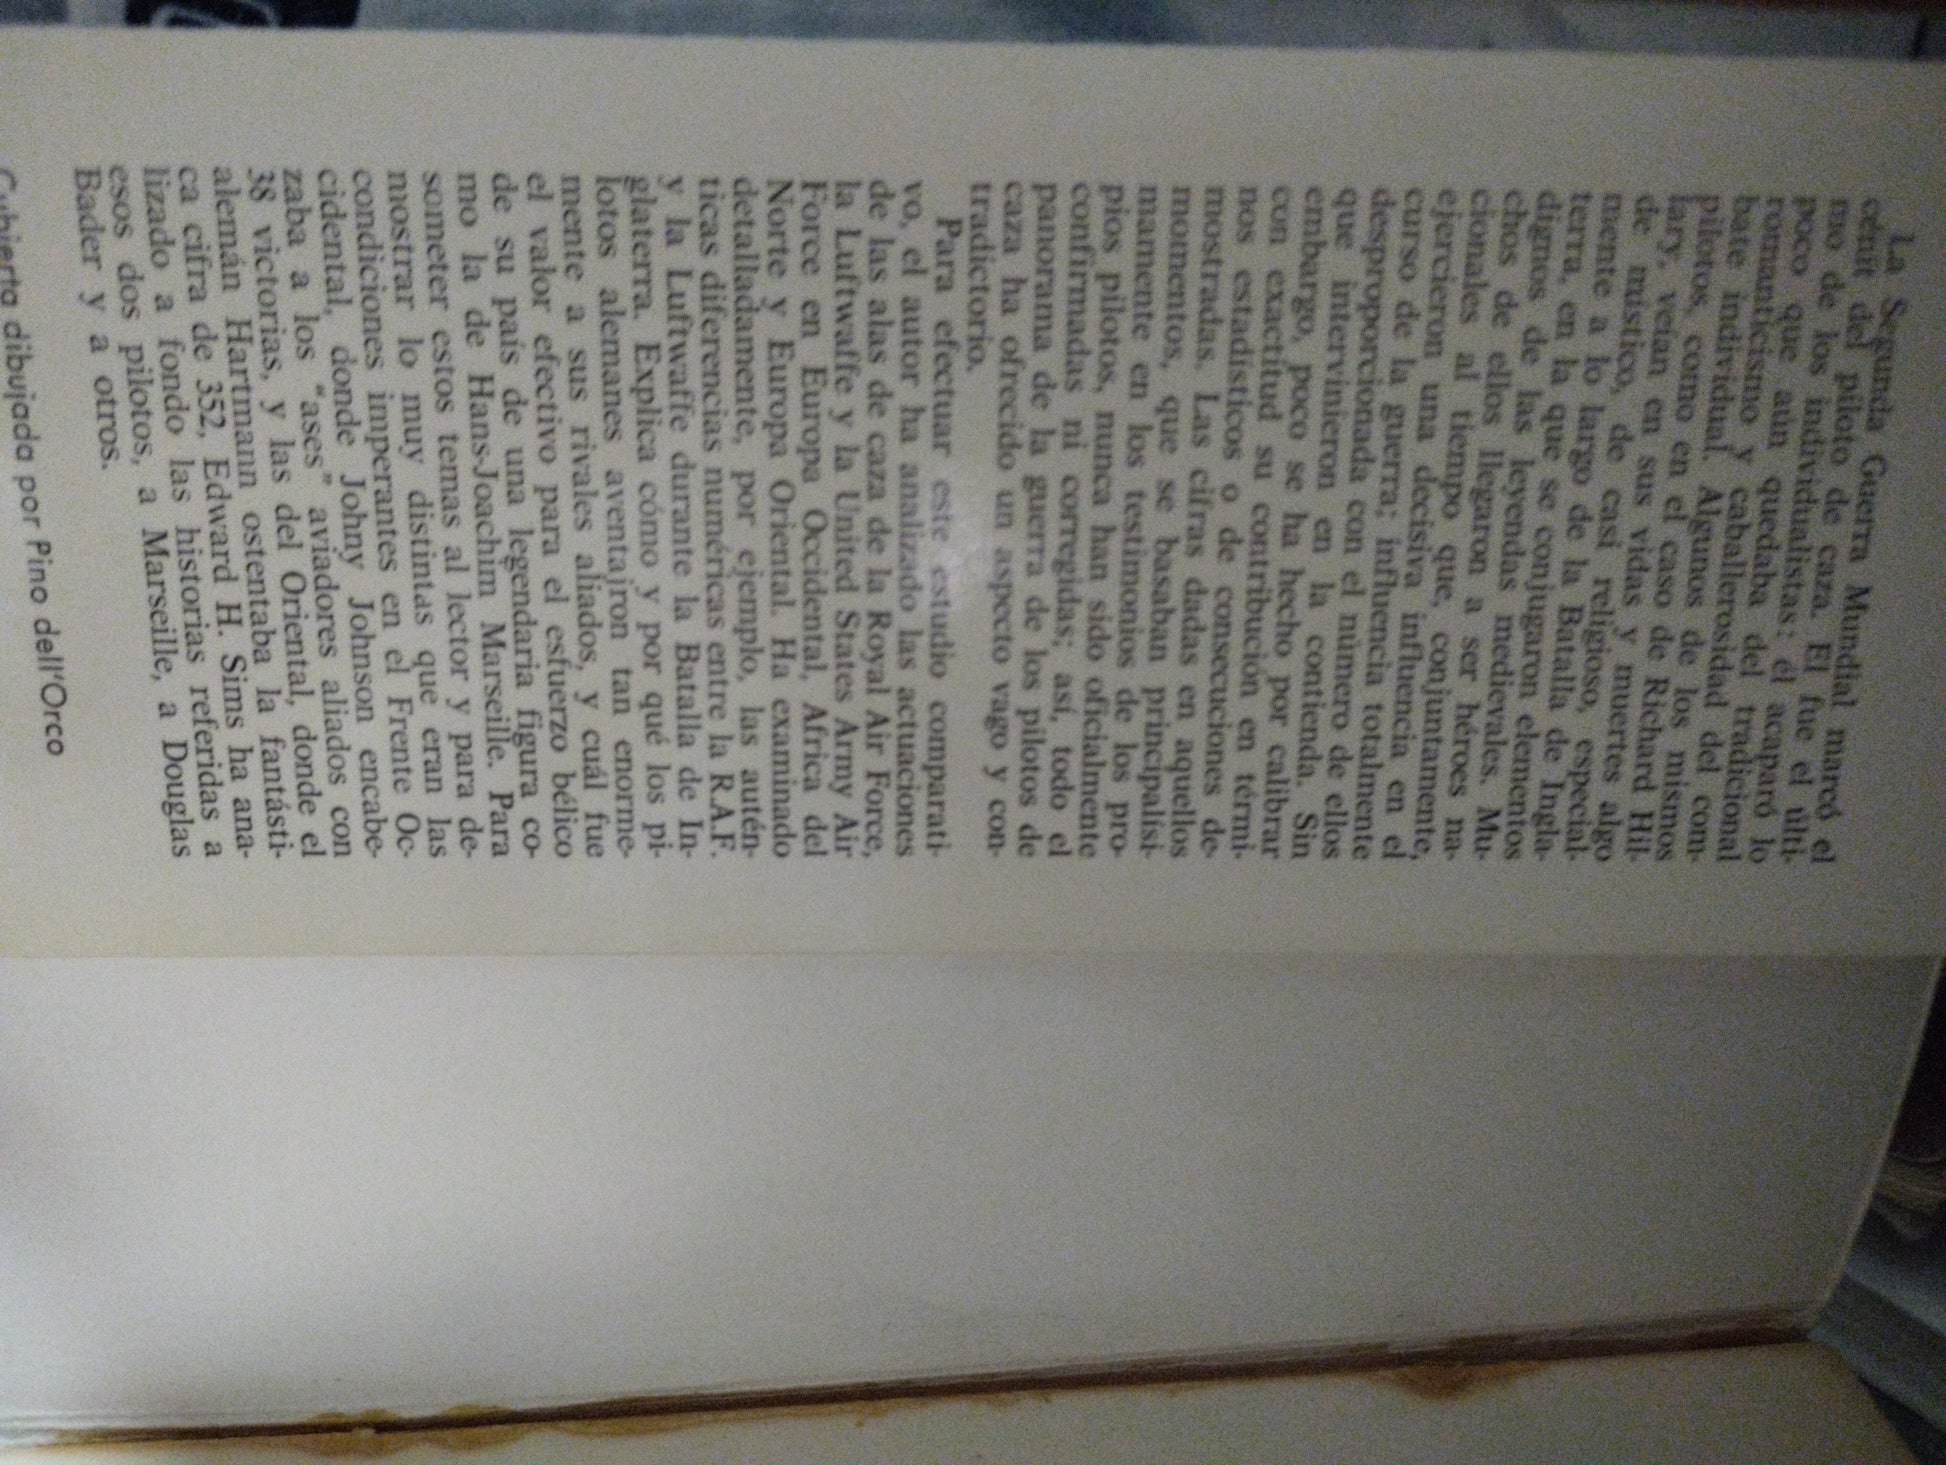 La Segunda Guerra Mundial marcó el
cenit del piloto de caza. El fue el últi-
mo de los individualistas; él acaparó lo
poco que aún quedaba del tradicional
romanticismo y caballerosidad del com-
bate individual. Algunos de los mismos
pilotos, como en el caso de Richard Hil-
lary, veían en sus vidas y muertes algo
de místico, de casi religioso, especial-
mente a lo largo de la Batalla de Ingla-
terra, en la que se conjugaron elementos
dignos de las leyendas medievales. Mu-
chos de ellos llegaron a ser héroes na-
cionales al tiempo que, conjuntamente,
ejercieron una decisiva influencia en el
curso de la guerra; influencia totalmente
desproporcionada con el número de ellos
que intervinieron en la contienda. Sin
embargo, poco se ha hecho por calibrar
con exactitud su contribución en térmi-
nos estadísticos o de consecuciones de-
mostradas. Las cifras dadas en aquellos
momentos, que se basaban principalísi-
mamente en los testimonios de los pro-
pios pilotos, nunca han sido oficialmente
confirmadas ni corregidas; así, todo el
panorama de la guerra de los pilotos de
caza ha ofrecido un aspecto vago y con-
tradictorio.
Para efectuar este estudio comparati-
vo, el autor ha analizado las actuaciones
de las alas de caza de la Royal Air Force,
la Luftwaffe y la United States Army Air
Force en Europa Occidental, Africa del
Norte y Europa Oriental. Ha examinado
detalladamente, por ejemplo, las autén-
ticas diferencias numéricas entre la R.A.F.
y la Luftwaffe durante la Batalla de In-
glaterra. Explica cómo y por qué los pi-
lotos alemanes aventajron tan enorme-
mente a sus rivales aliados, y cuál fue
el valor efectivo para el esfuerzo bélico
de su país de una legendaria figura co-
mo la de Hans-Joachim Marseille. Para
someter estos temas al lector y para de-
mostrar lo muy distintas que eran las
condiciones imperantes en el Frente Oc-
cidental, donde Johny Johnson encabe-
zaba a los "ases" aviadores aliados con
38 victorias, y las del Oriental, donde el
alemán Hartmann ostentaba la fantásti-
ca cifra de 352, Edward H. Sims ha ana-
lizado a fondo las historias referidas a
esos dos pilotos, a Marseille, a Douglas
Bader y a otros.
Cubierta dibujada por Pino dell'Orco